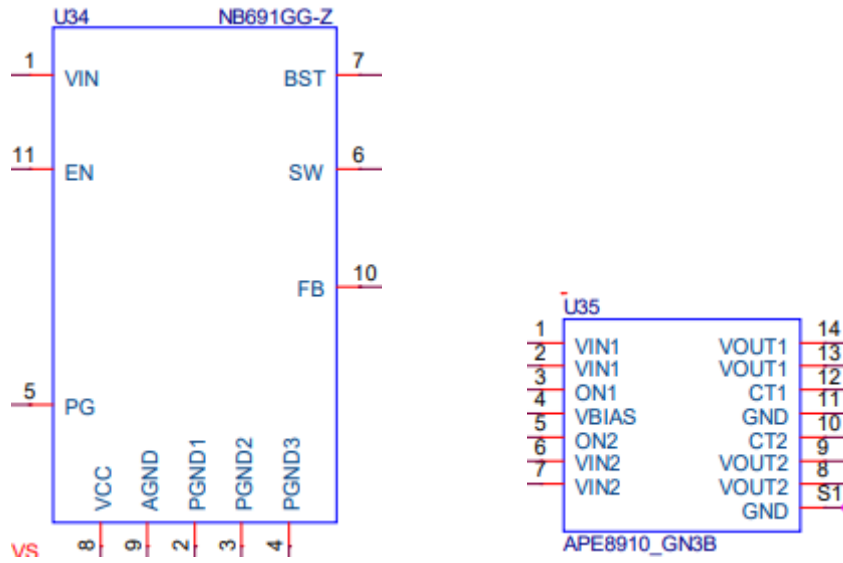 U34 NB691GG-Z
1 VIN BST 7
11 EN SW 6
FB 10
5 PG
VCC AGND PGND1 PGND2 PGND3
8 9 2 3 4
VS
U35
1 VIN1 VOUT1 14
2 VIN1 VOUT1 13
3 ON1 CT1 12
4 VBIAS GND 11
5 ON2 CT2 10
6 VIN2 VOUT2 9
7 VIN2 VOUT2 8
GND S1
APE8910_GN3B